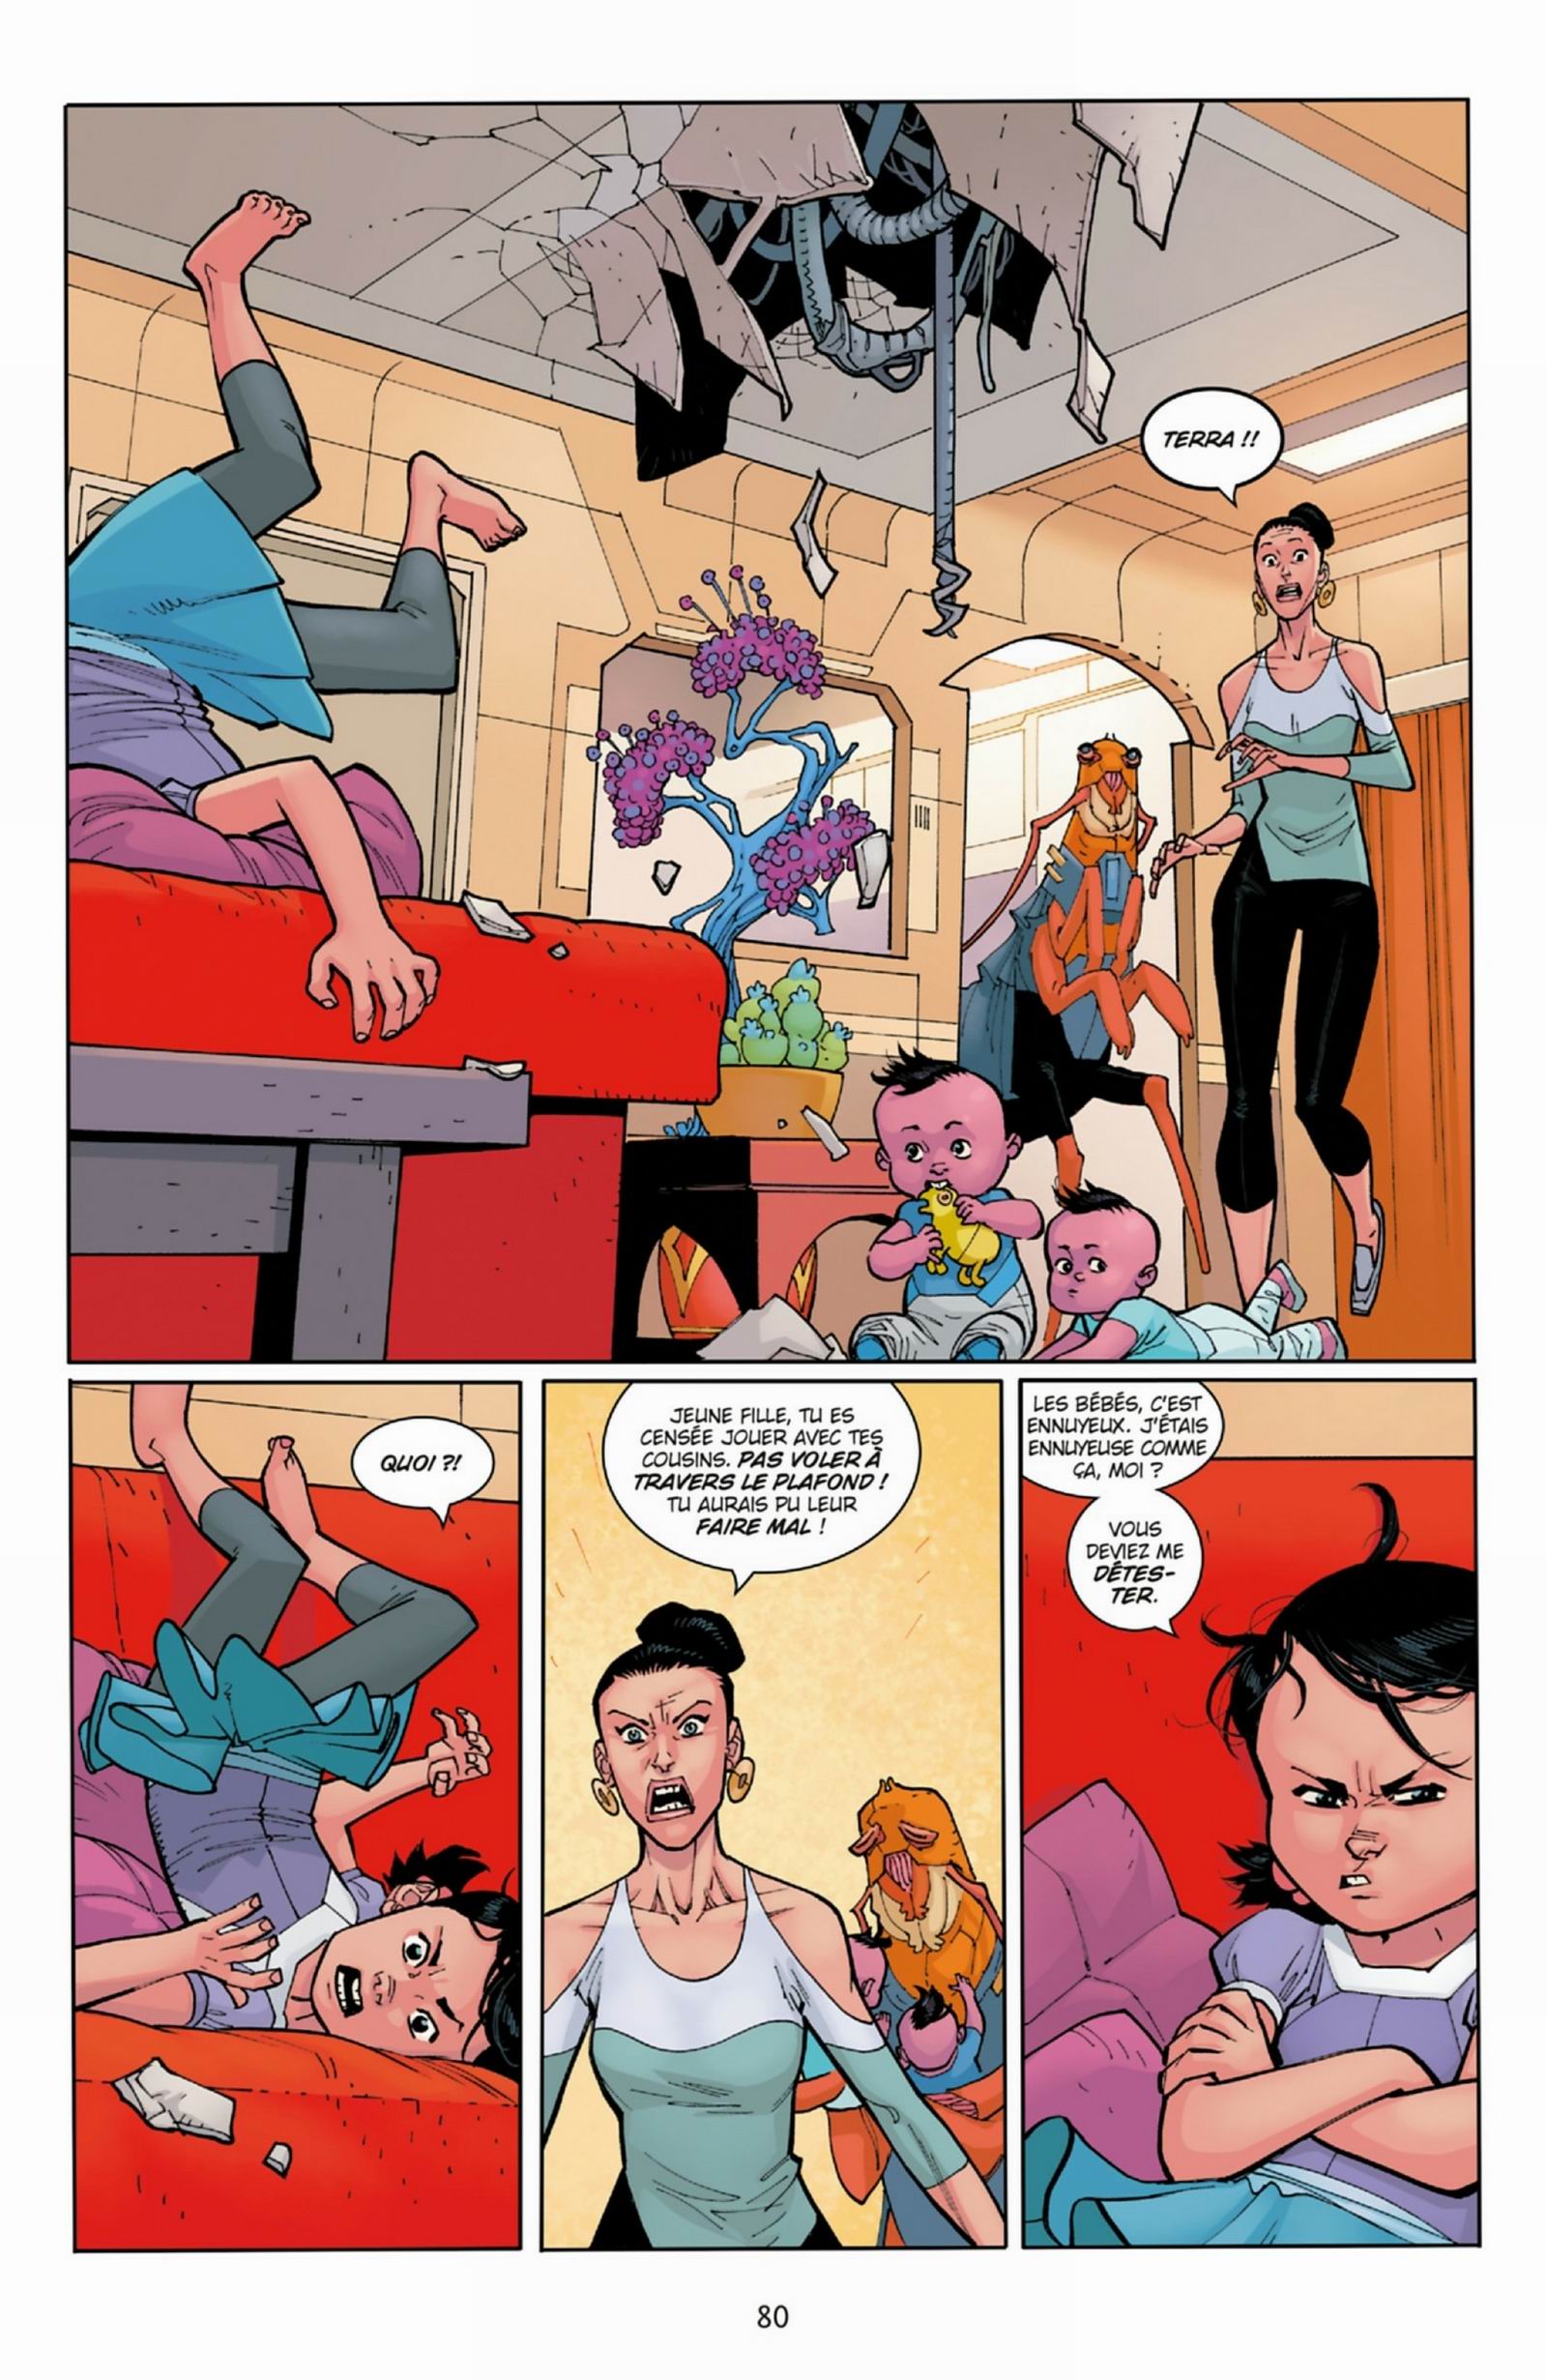 TERRA !!
QUOI ?!
JEUNE FILLE, TU ES
CENSÉE JOUER AVEC TES
COUSINS. PAS VOLER À
TRAVERS LE PLAFOND !
TU AURAIS PU LEUR
FAIRE MAL !
LES BÉBÉS, C'EST
ENNUYEUX. J'ÉTAIS
ENNUYEUSE COMME
ÇA, MOI ?
VOUS
DEVIEZ ME
DÉTES-
TER.
80